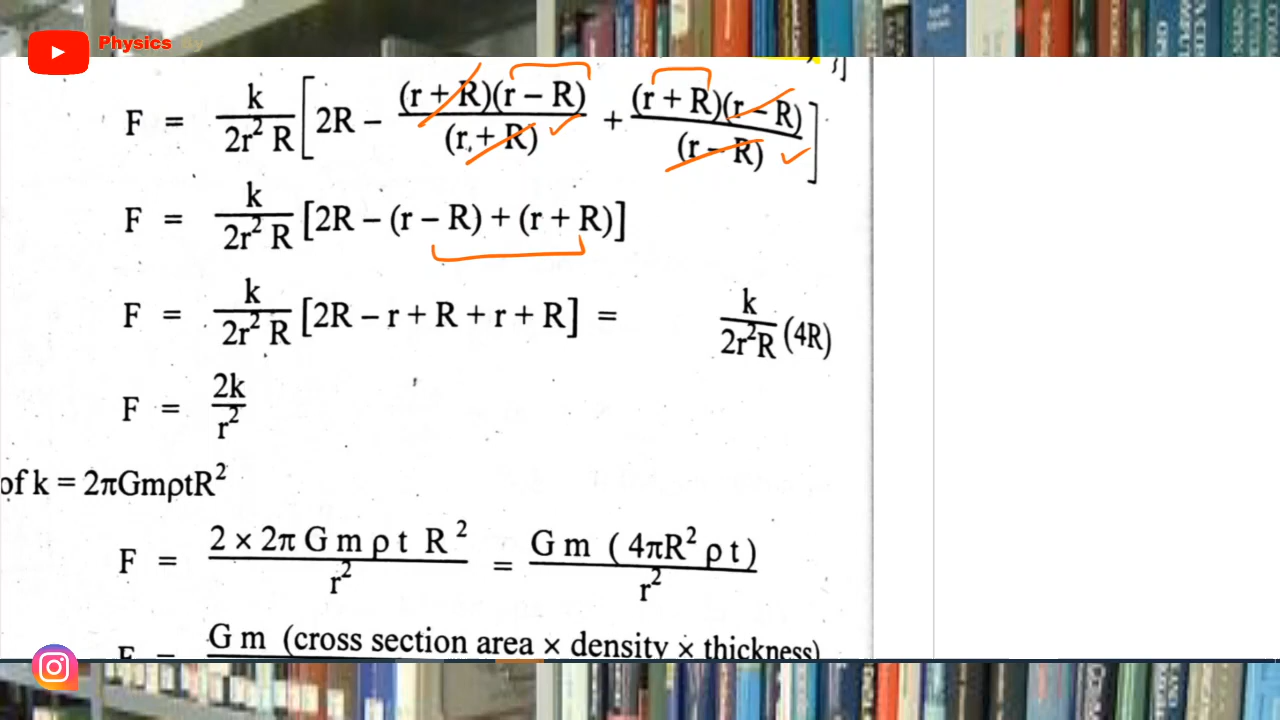 Physics By
F = k/2r² R [2R − (r + R)(r − R)/(r + R) + (r + R)(r − R)/(r − R)]
F = k/2r² R [2R − (r − R) + (r + R)]
F = k/2r² R [2R − r + R + r + R] = k/2r²R (4R)
F = 2k/r²
of k = 2πGmρtR²
F = 2 × 2π G m ρ t R²/r² = G m ( 4πR² ρ t)/r²
F = G m (cross section area × density × thickness)